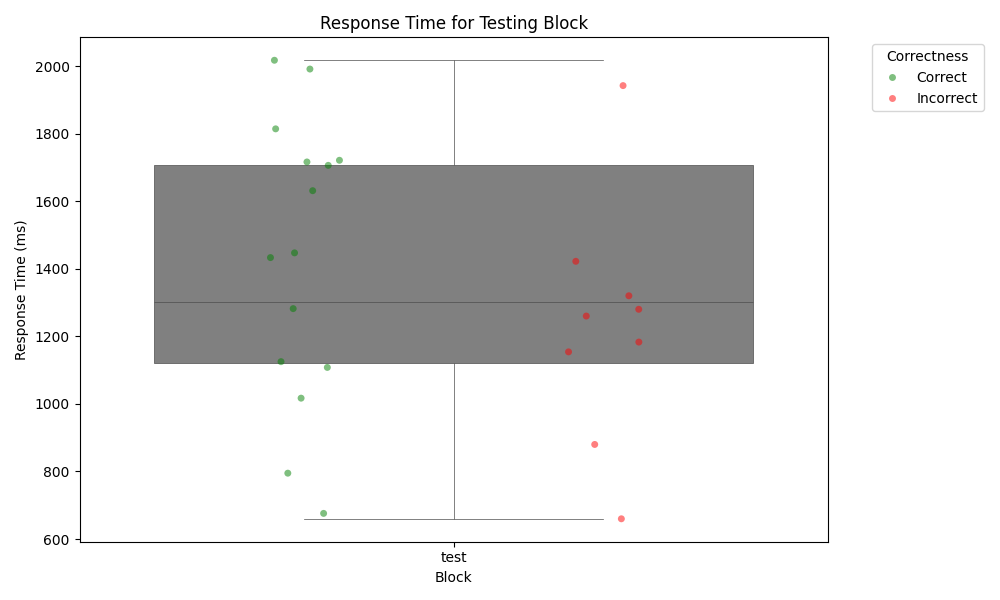 Response Time for Testing Block
Correctness
Correct
Incorrect
Response Time (ms)
2000
1800
1600
1400
1200
1000
800
600
test
Block